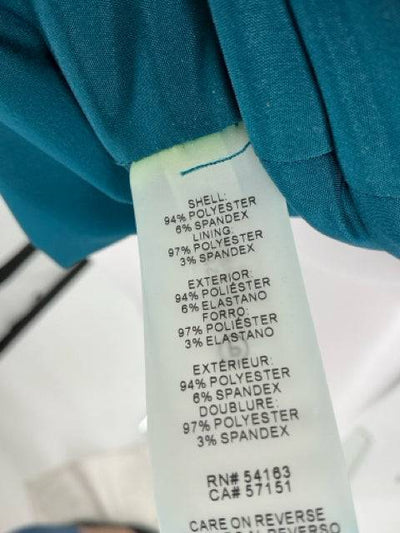 SHELL:
94% POLYESTER
6% SPANDEX
LINING:
97% POLYESTER
3% SPANDEX
EXTERIOR:
94% POLIÉSTER
6% ELASTANO
FORRO:
97% POLIÉSTER
3% ELASTANO
EXTÉRIEUR:
94% POLYESTER
6% SPANDEX
DOUBLURE:
97% POLYESTER
3% SPANDEX
RN# 54163
CA# 57151
CARE ON REVERSE
REVERSO